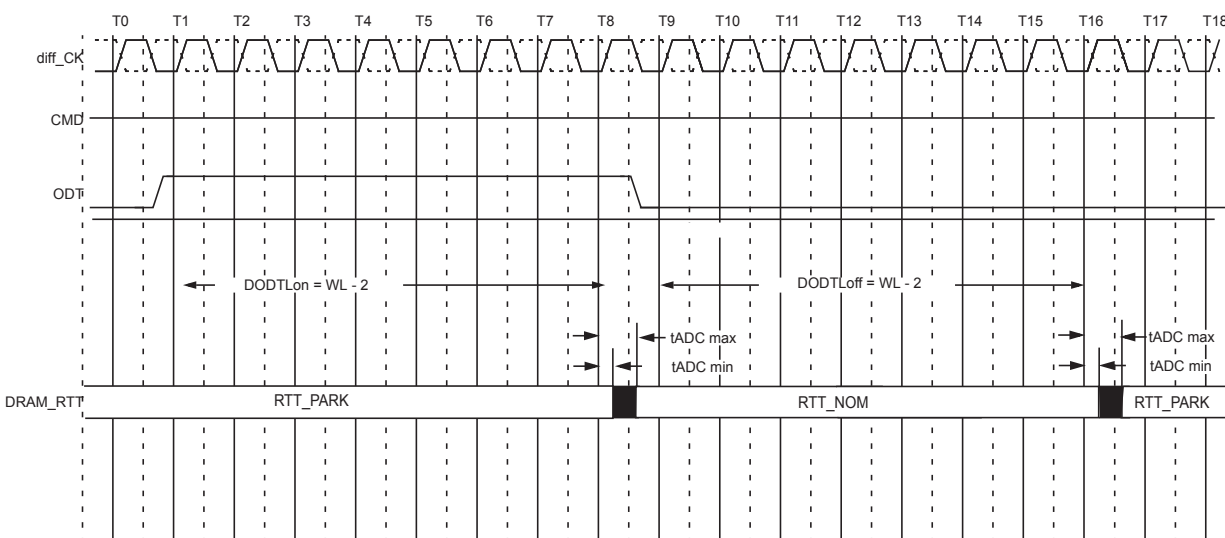 T0 T1 T2 T3 T4 T5 T6 T7 T8 T9 T10 T11 T12 T13 T14 T15 T16 T17 T18
diff_CK
CMD
ODT
DODTLon = WL - 2 DODTLoff = WL - 2
tADC max tADC max
tADC min tADC min
DRAM_RTT RTT_PARK RTT_NOM RTT_PARK